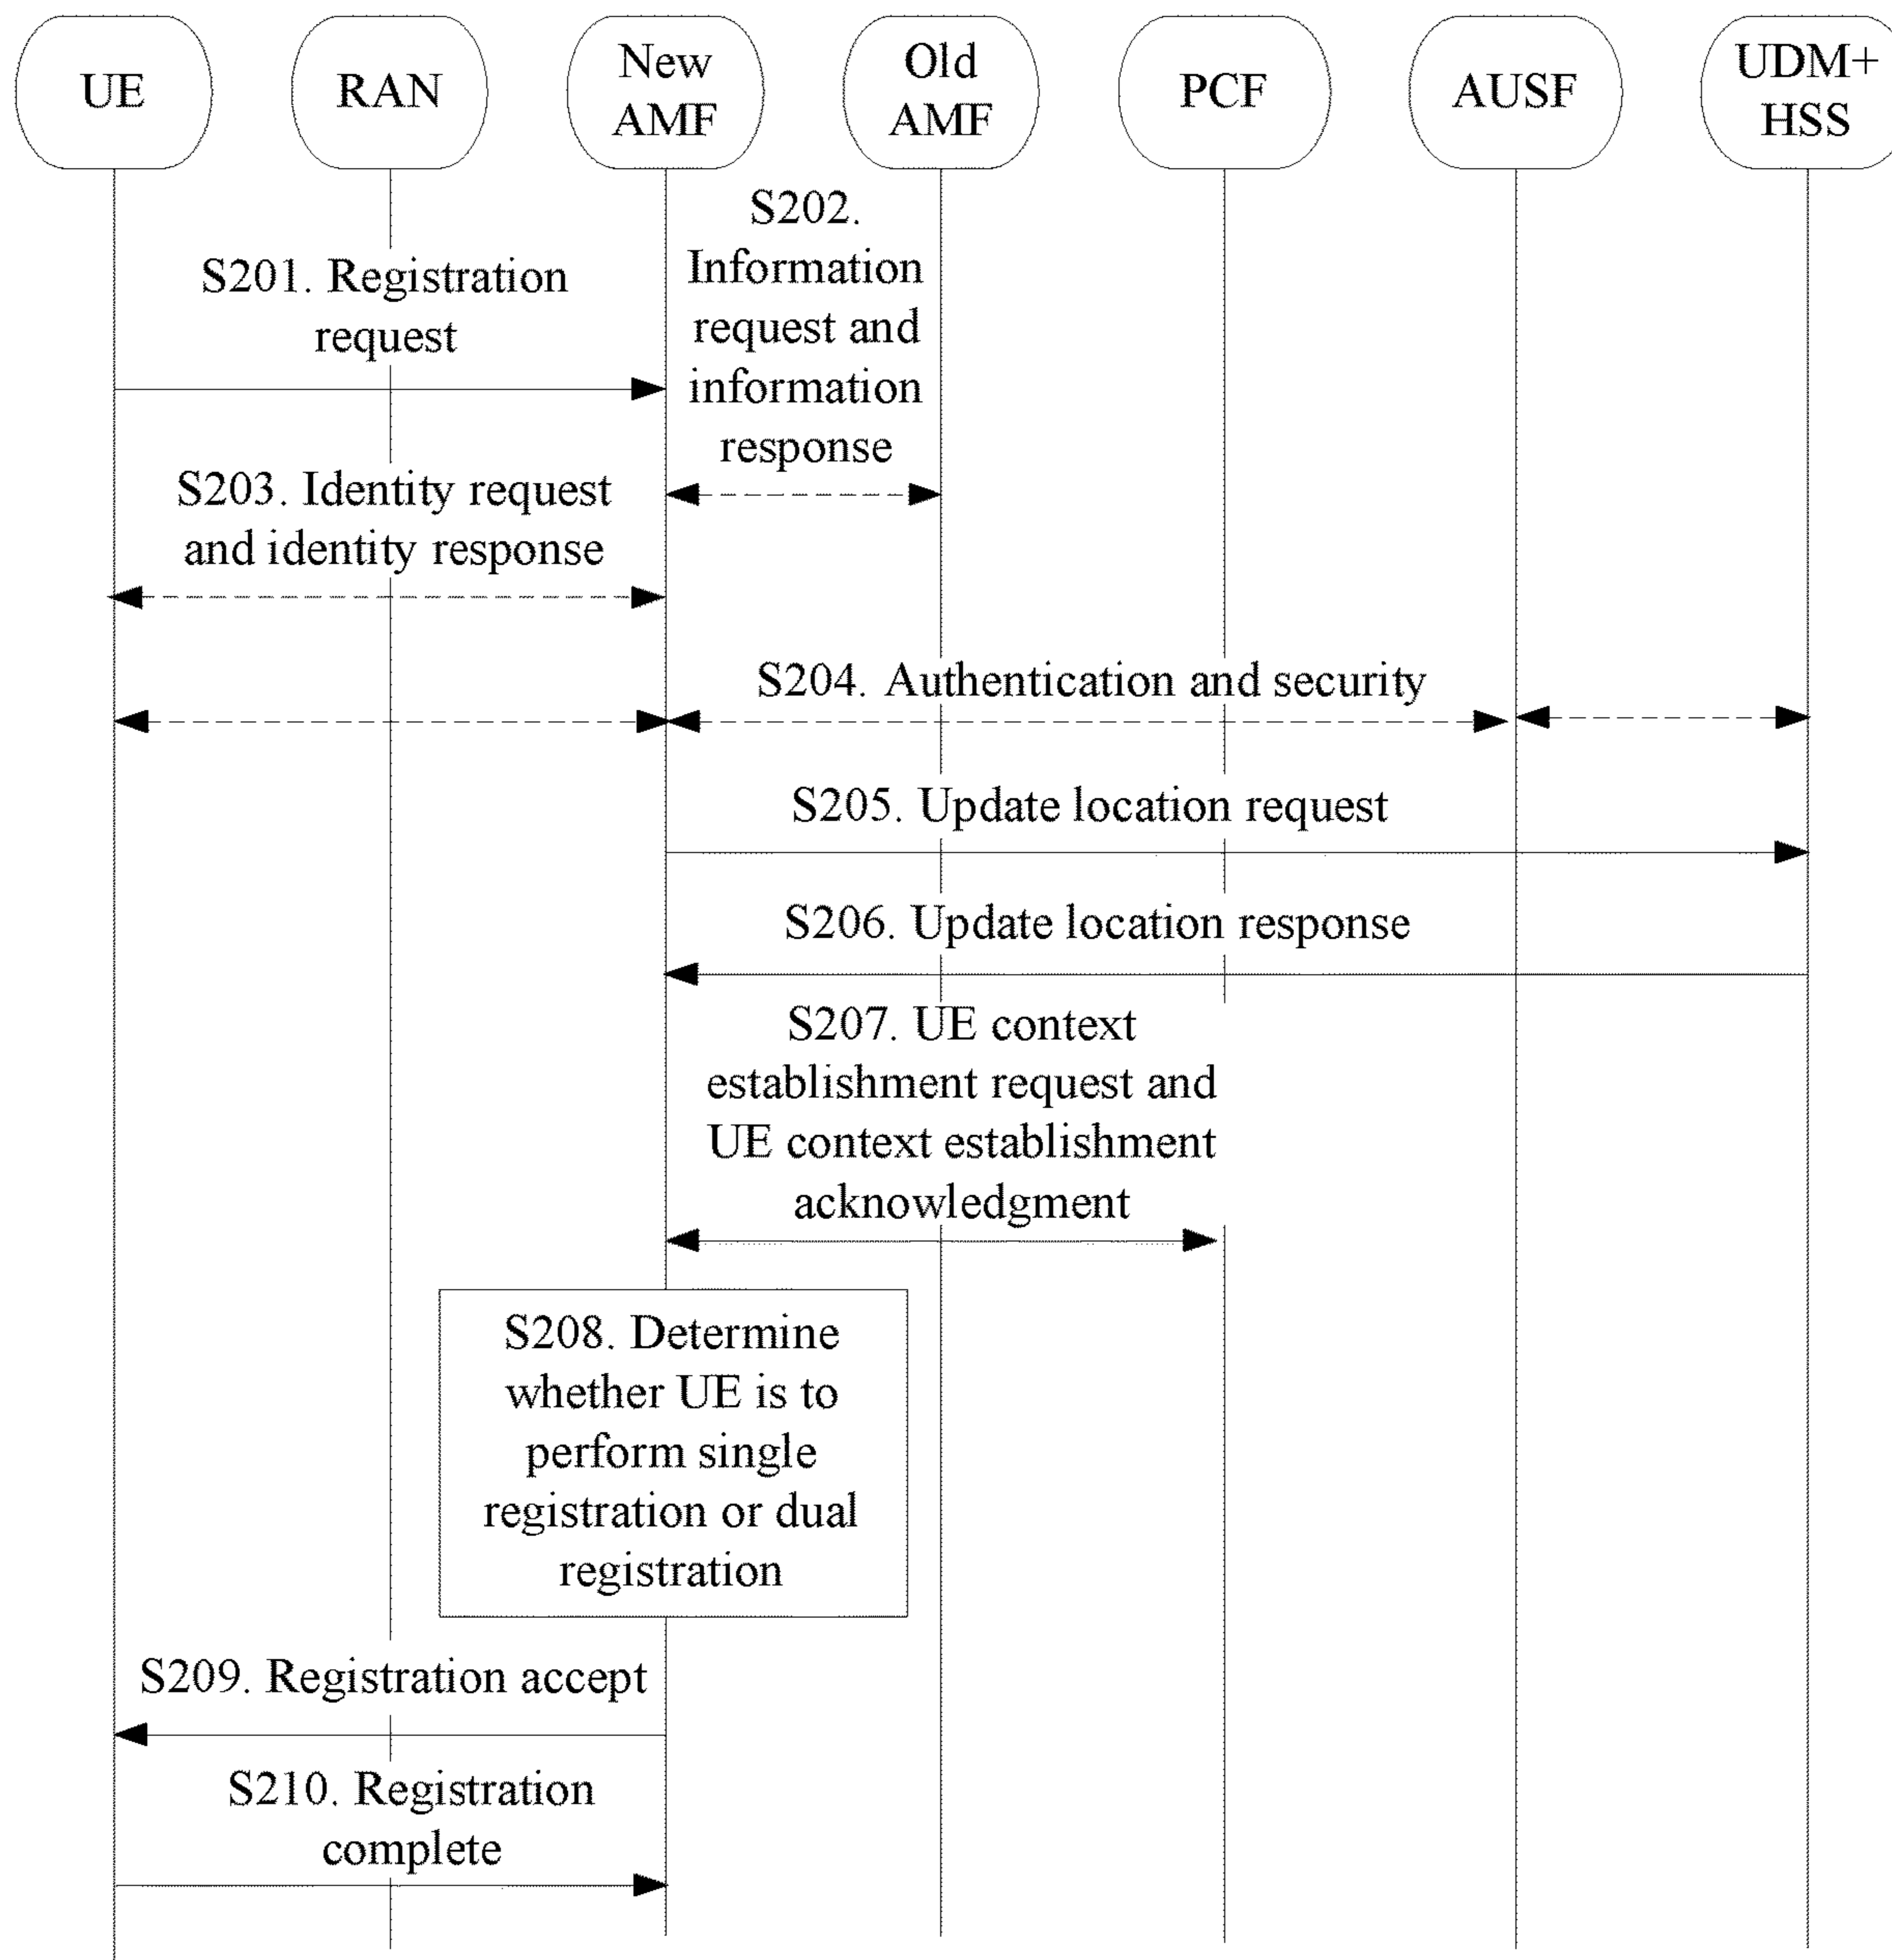 UE
RAN
New
AMF
Old
AMF
PCF
AUSF
UDM+
HSS
S201. Registration
request
S202.
Information
request and
information
response
S203. Identity request
and identity response
S204. Authentication and security
S205. Update location request
S206. Update location response
S207. UE context
establishment request and
UE context establishment
acknowledgment
S208. Determine
whether UE is to
perform single
registration or dual
registration
S209. Registration accept
S210. Registration
complete